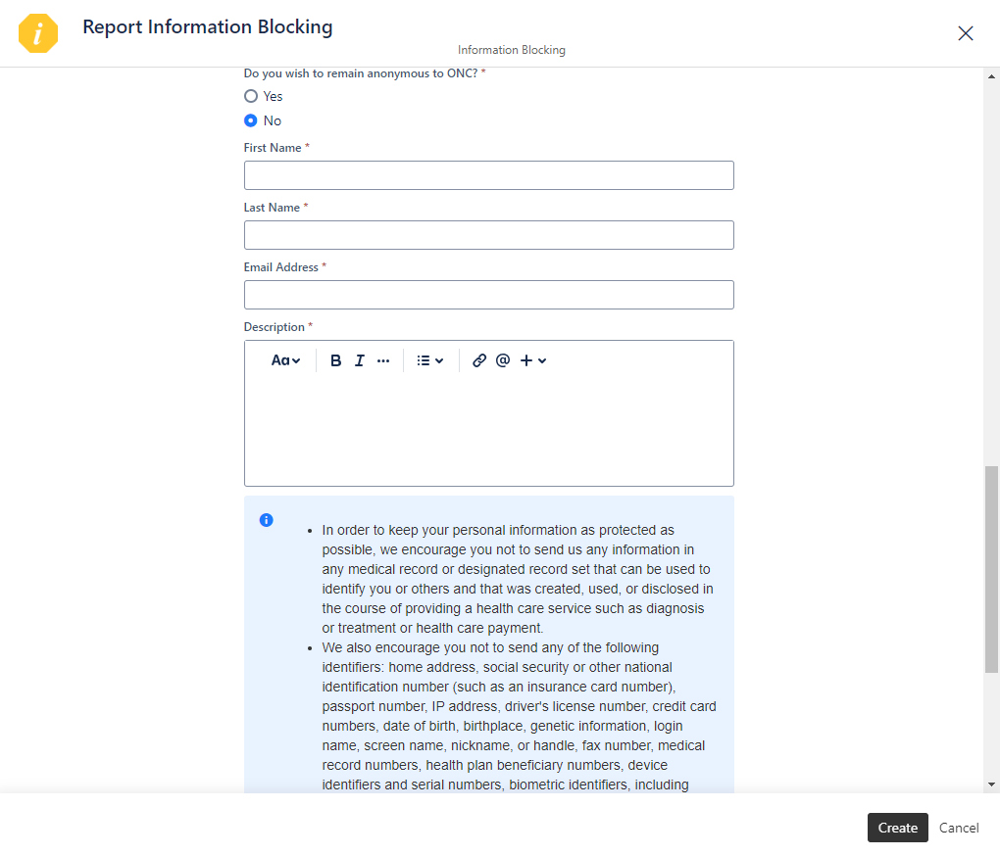 Report Information Blocking
Information Blocking
Do you wish to remain anonymous to ONC? *
Yes
No
First Name *
Last Name *
Email Address *
Description *
Aa B I ... @ +
In order to keep your personal information as protected as
possible, we encourage you not to send us any information in
any medical record or designated record set that can be used to
identify you or others and that was created, used, or disclosed in
the course of providing a health care service such as diagnosis
or treatment or health care payment.
We also encourage you not to send any of the following
identifiers: home address, social security or other national
identification number (such as an insurance card number),
passport number, IP address, driver's license number, credit card
numbers, date of birth, birthplace, genetic information, login
name, screen name, nickname, or handle, fax number, medical
record numbers, health plan beneficiary numbers, device
identifiers and serial numbers, biometric identifiers, including
Create Cancel